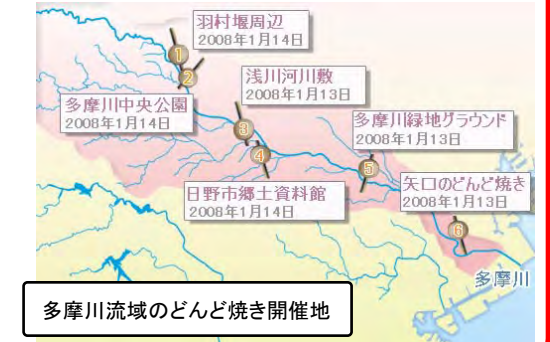 羽村堰周辺
2008年1月14日
1
2
浅川河川敷
2008年1月13日
多摩川中央公園
2008年1月14日
多摩川緑地グラウンド
2008年1月13日
3
4
5
日野市郷土資料館
2008年1月14日
矢口のどんど焼き
2008年1月13日
6
多摩川
多摩川流域のどんど焼き開催地